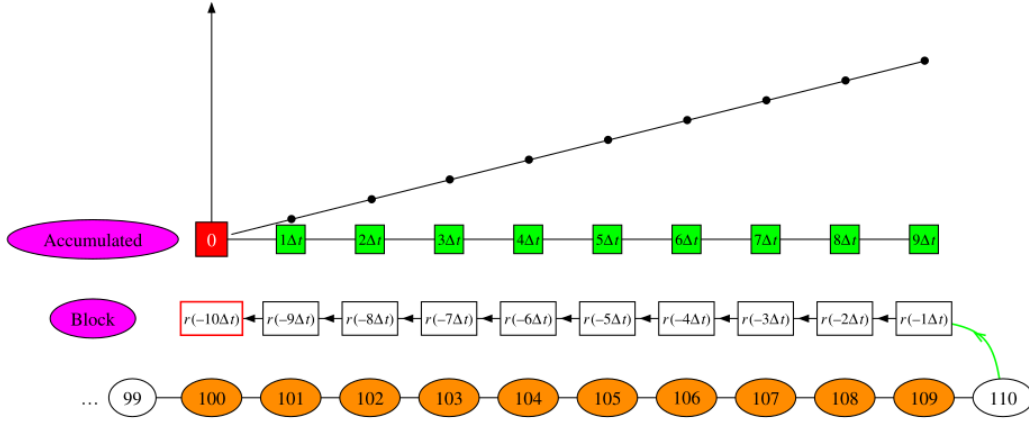 Accumulated 0 1Δt 2Δt 3Δt 4Δt 5Δt 6Δt 7Δt 8Δt 9Δt
Block r(−10Δt) r(−9Δt) r(−8Δt) r(−7Δt) r(−6Δt) r(−5Δt) r(−4Δt) r(−3Δt) r(−2Δt) r(−1Δt)
... 99 100 101 102 103 104 105 106 107 108 109 110